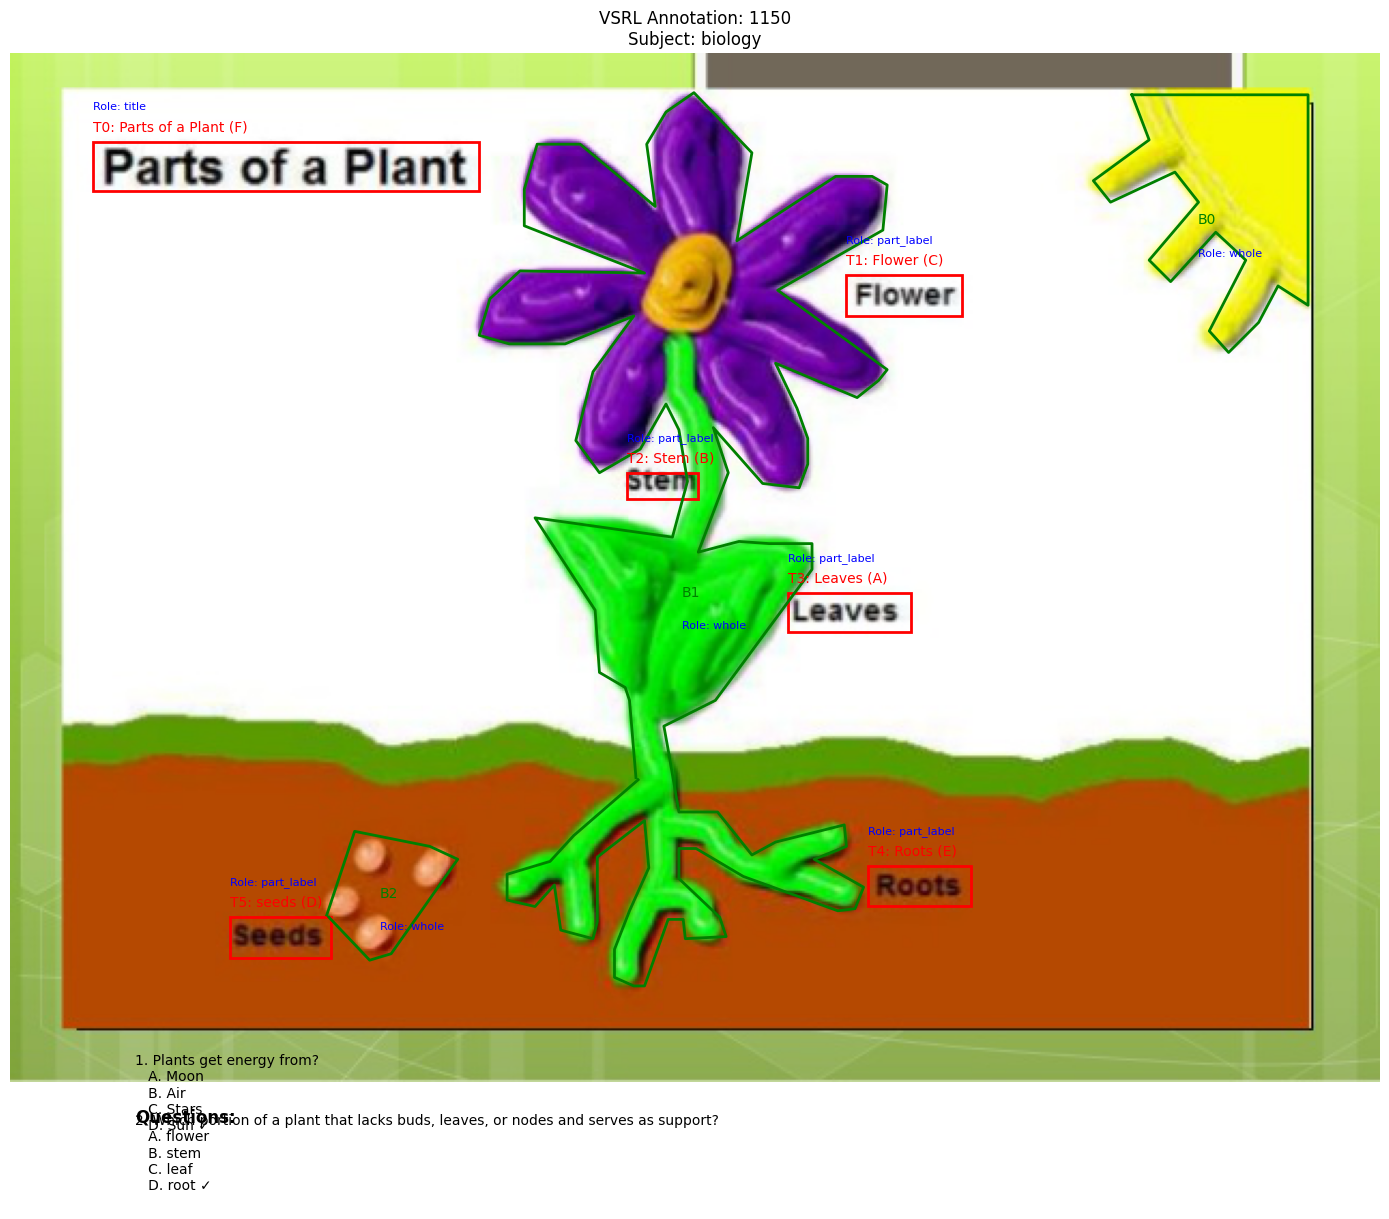 VSRL Annotation: 1150
Subject: biology
Role: title
T0: Parts of a Plant (F)
Parts of a Plant
B0
Role: whole
Role: part_label
T1: Flower (C)
Flower
Role: part_label
T2: Stem (B)
Stem
Role: part_label
T3: Leaves (A)
Leaves
B1
Role: whole
Role: part_label
T4: Roots (E)
Roots
Role: part_label
T5: seeds (D)
Seeds
B2
Role: whole
1. Plants get energy from?
A. Moon
B. Air
C. Stars
D. Sun ✓
Questions:
2. Which portion of a plant that lacks buds, leaves, or nodes and serves as support?
A. flower
B. stem
C. leaf
D. root ✓